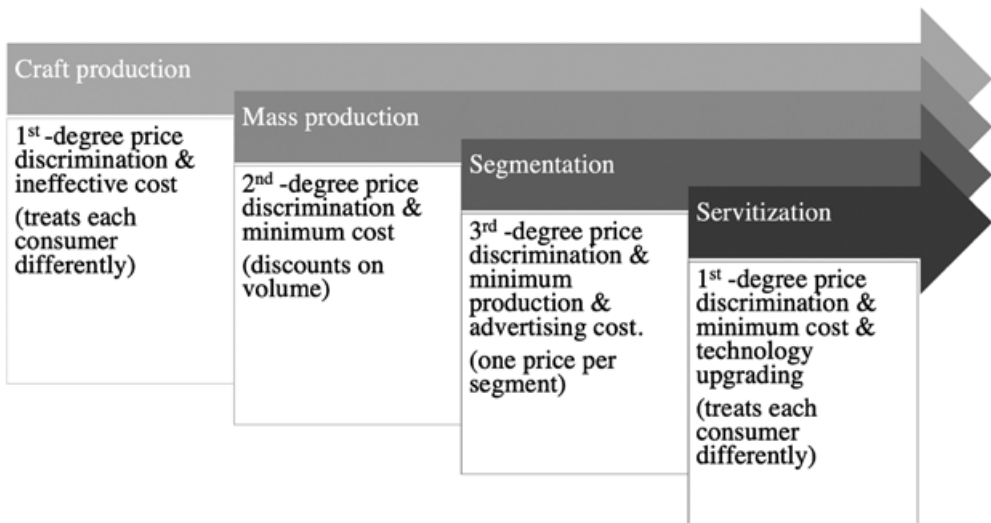 Craft production
1st -degree price
discrimination &
ineffective cost
(treats each
consumer
differently)
Mass production
2nd -degree price
discrimination &
minimum cost
(discounts on
volume)
Segmentation
3rd -degree price
discrimination &
minimum
production &
advertising cost.
(one price per
segment)
Servitization
1st -degree price
discrimination &
minimum cost &
technology
upgrading
(treats each
consumer
differently)